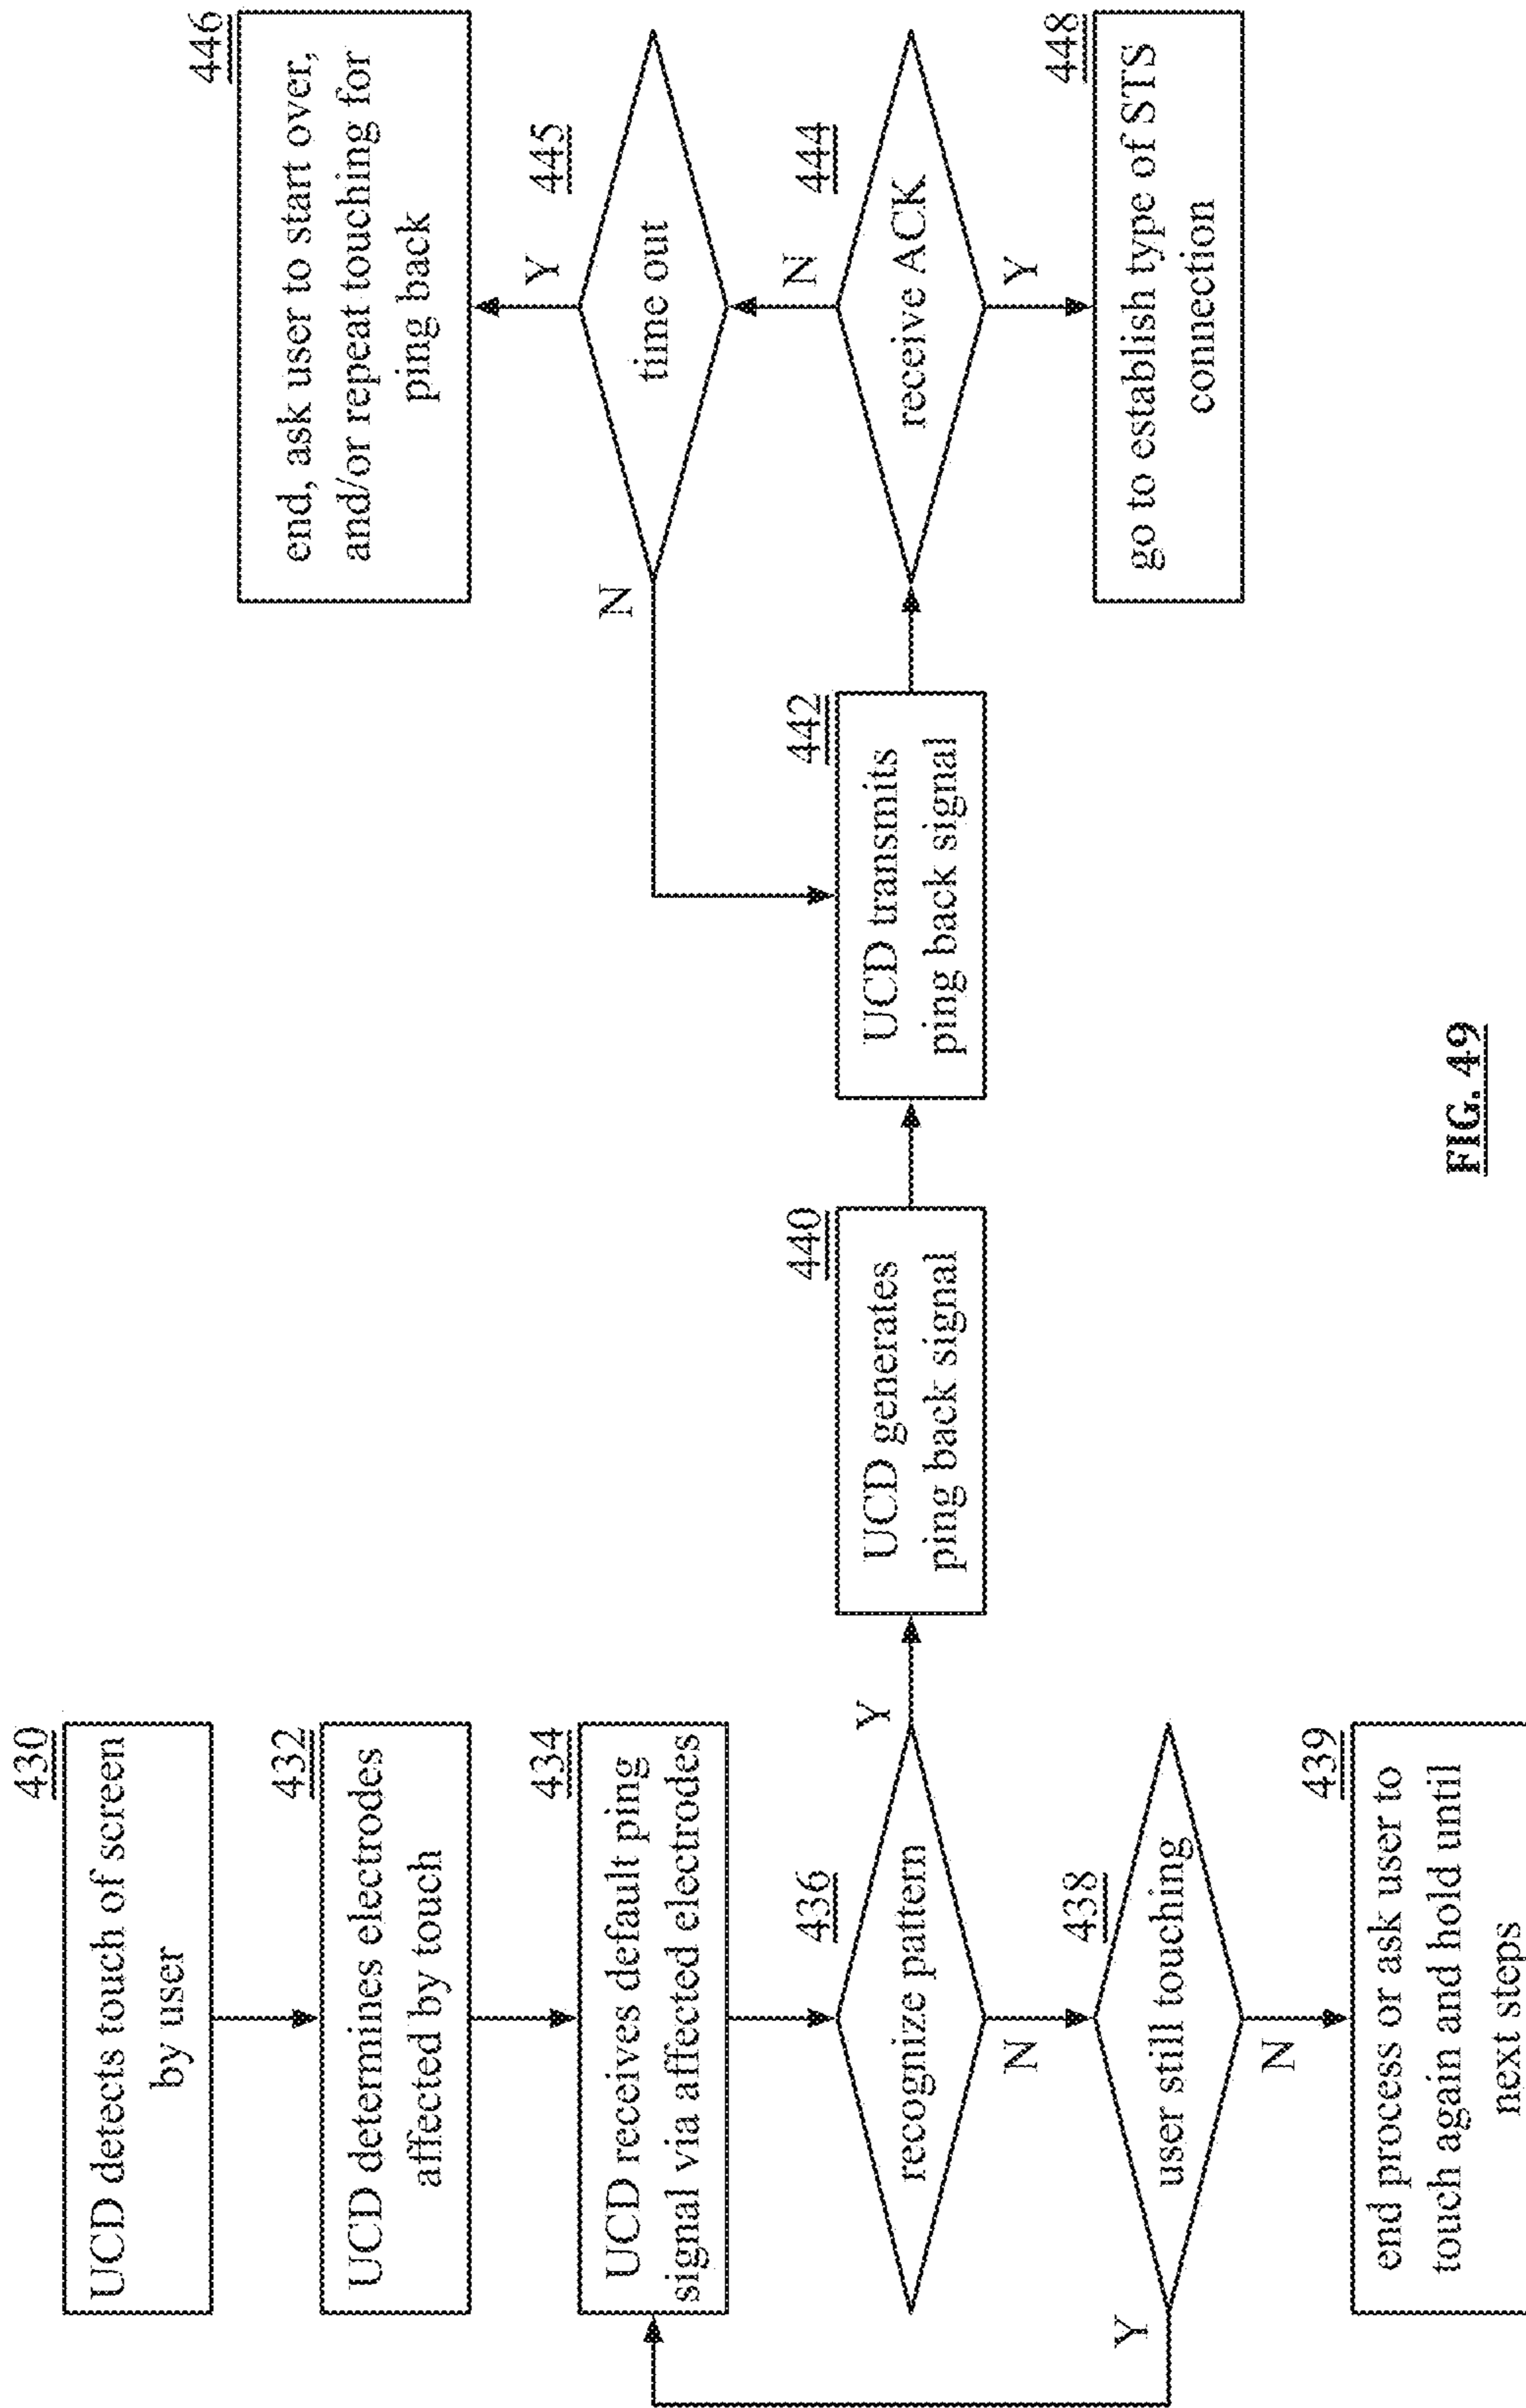 430
UCD detects touch of screen
by user
432
UCD determines electrodes
affected by touch
434
UCD receives default ping
signal via affected electrodes
436
recognize pattern
Y
N
438
user still touching
Y
N
439
end process or ask user to
touch again and hold until
next steps
440
UCD generates
ping back signal
442
UCD transmits
ping back signal
444
receive ACK
N
Y
445
time out
N
Y
446
end, ask user to start over,
and/or repeat touching for
ping back
448
go to establish type of STS
connection
FIG. 49